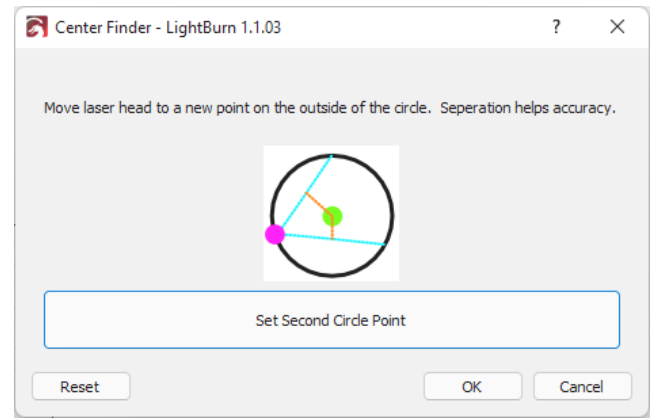 Center Finder - LightBurn 1.1.03
Move laser head to a new point on the outside of the circle. Seperation helps accuracy.
Set Second Circle Point
Reset
OK
Cancel